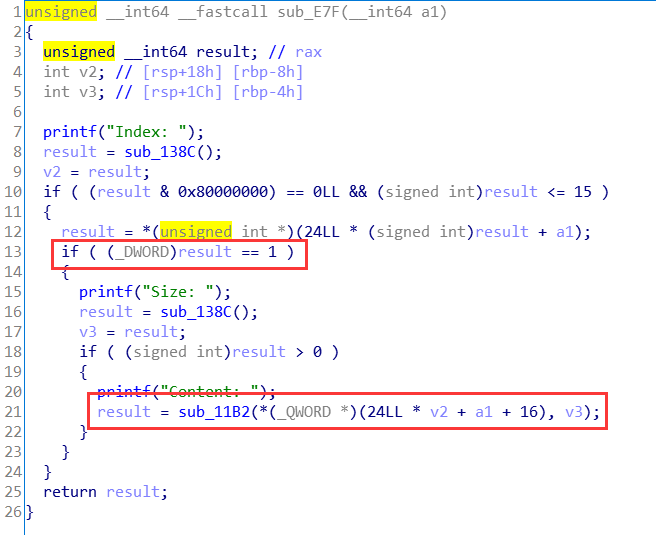 1 unsigned __int64 __fastcall sub_E7F(__int64 a1)
2 {
3 unsigned __int64 result; // rax
4 int v2; // [rsp+18h] [rbp-8h]
5 int v3; // [rsp+1Ch] [rbp-4h]
6
7 printf("Index: ");
8 result = sub_138C();
9 v2 = result;
10 if ( (result & 0x80000000) == 0LL && (signed int)result <= 15 )
11 {
12 result = *(unsigned int *)(24LL * (signed int)result + a1);
13 if ( (_DWORD)result == 1 )
14 {
15 printf("Size: ");
16 result = sub_138C();
17 v3 = result;
18 if ( (signed int)result > 0 )
19 {
20 printf("Content: ");
21 result = sub_11B2(*(_QWORD *)(24LL * v2 + a1 + 16), v3);
22 }
23 }
24 }
25 return result;
26 }